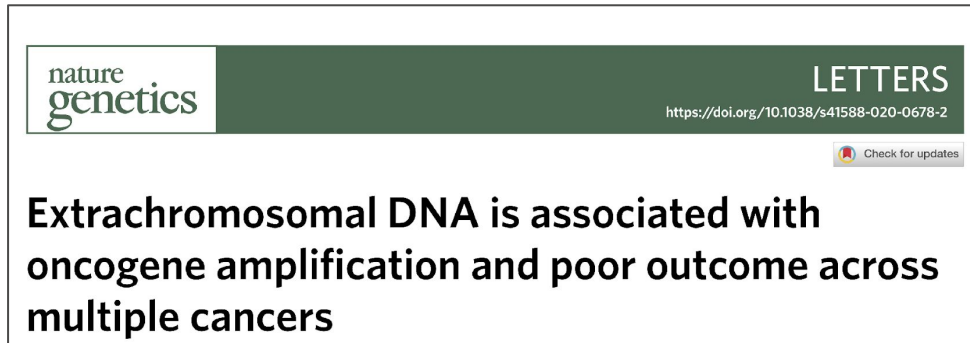 nature
genetics
LETTERS
https://doi.org/10.1038/s41588-020-0678-2
Check for updates
Extrachromosomal DNA is associated with
oncogene amplification and poor outcome across
multiple cancers